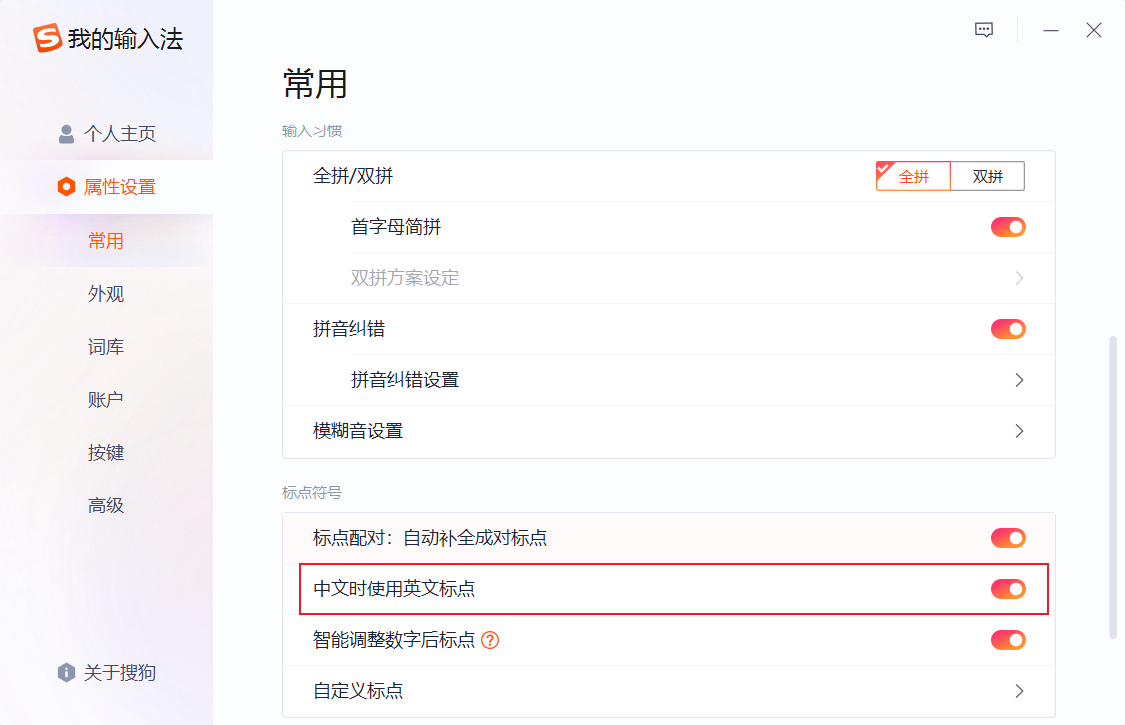 我的输入法
个人主页
属性设置
常用
外观
词库
账户
按键
高级
关于搜狗
常用
输入习惯
全拼/双拼
全拼
双拼
首字母简拼
双拼方案设定
拼音纠错
拼音纠错设置
模糊音设置
标点符号
标点配对：自动补全成对标点
中文时使用英文标点
智能调整数字后标点 ?
自定义标点